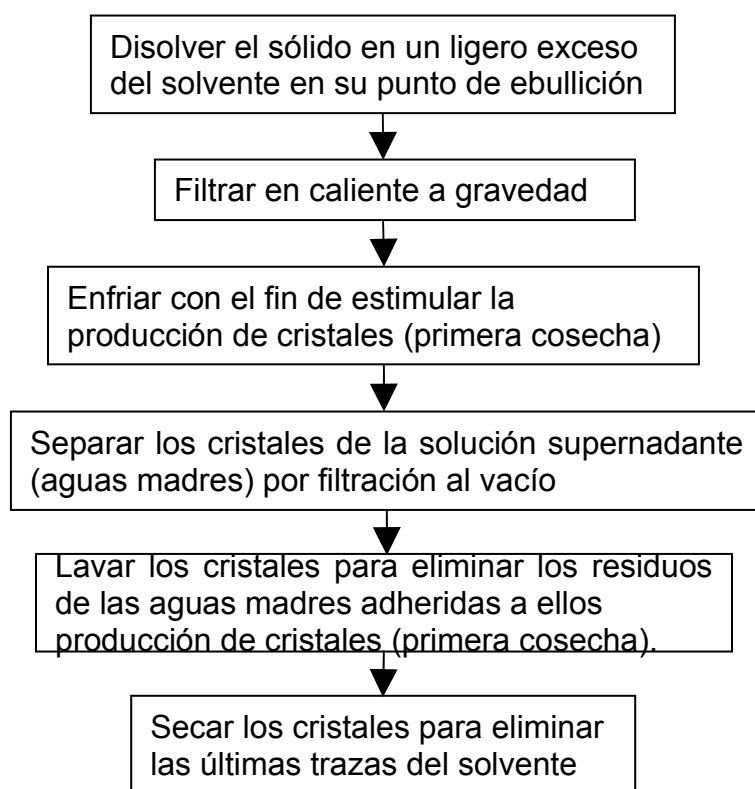 Disolver el sólido en un ligero exceso
del solvente en su punto de ebullición
Filtrar en caliente a gravedad
Enfriar con el fin de estimular la
producción de cristales (primera cosecha)
Separar los cristales de la solución supernadante
(aguas madres) por filtración al vacío
Lavar los cristales para eliminar los residuos
de las aguas madres adheridas a ellos
producción de cristales (primera cosecha).
Secar los cristales para eliminar
las últimas trazas del solvente